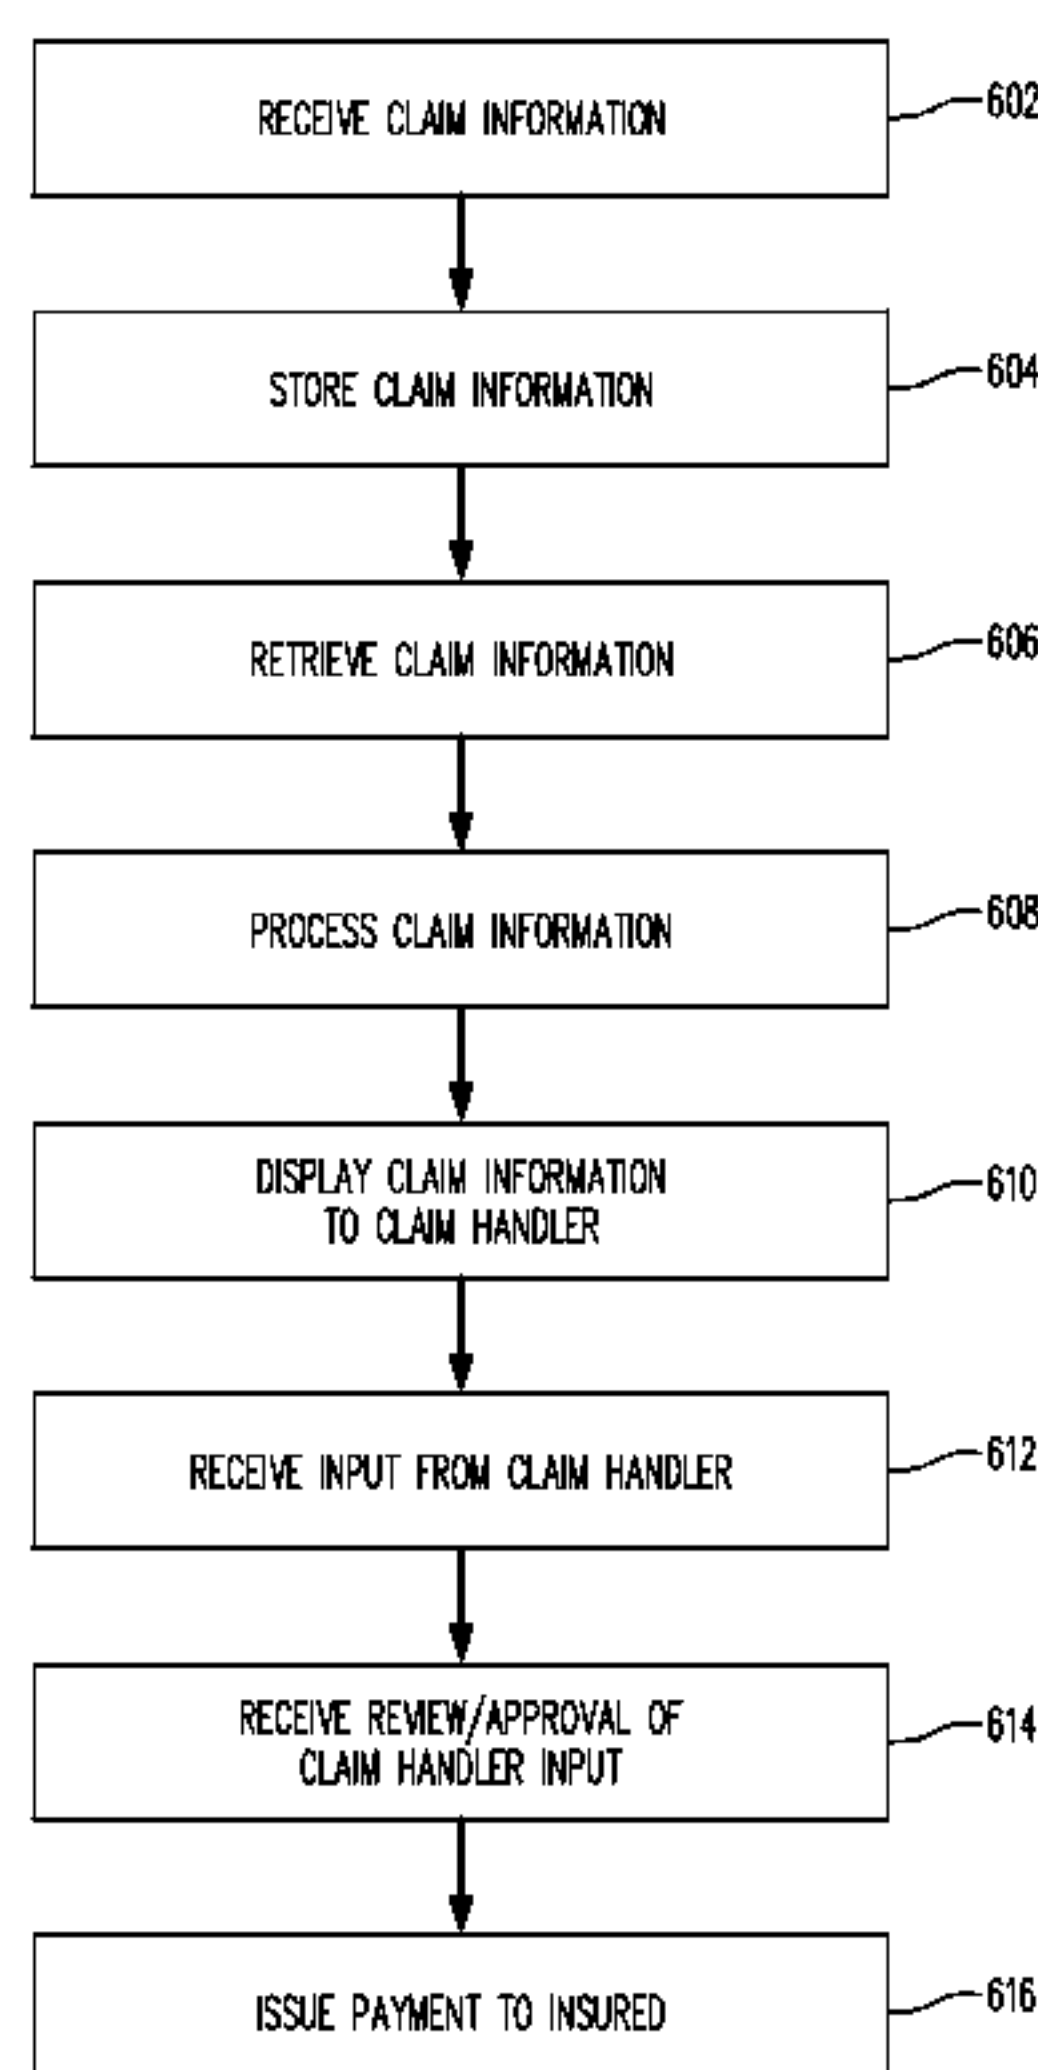 RECEIVE CLAIM INFORMATION
602
STORE CLAIM INFORMATION
604
RETRIEVE CLAIM INFORMATION
606
PROCESS CLAIM INFORMATION
608
DISPLAY CLAIM INFORMATION
TO CLAIM HANDLER
610
RECEIVE INPUT FROM CLAIM HANDLER
612
RECEIVE REVIEW/APPROVAL OF
CLAIM HANDLER INPUT
614
ISSUE PAYMENT TO INSURED
616